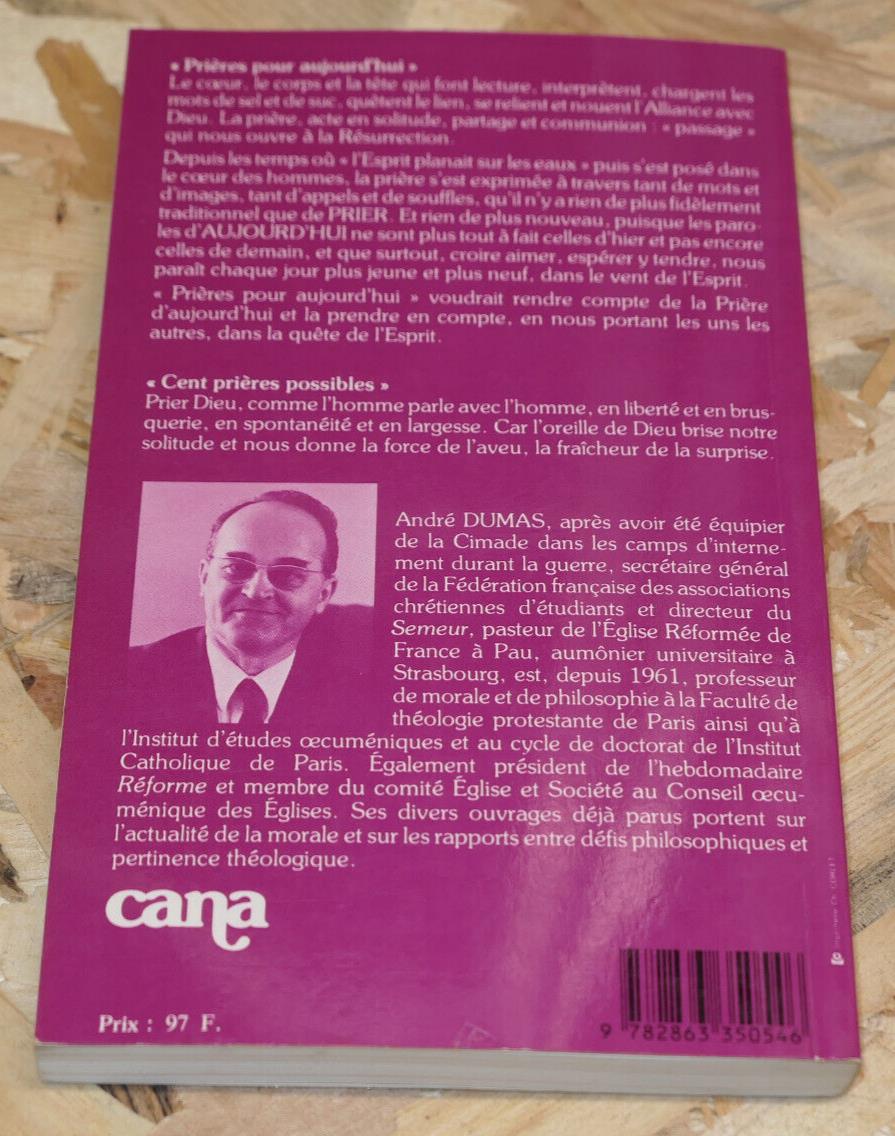 « Prières pour aujourd'hui »
Le cœur, le corps et la tête qui font lecture, interprètent, chargent les
mots de sel et de suc, quêtent le lien, se relient et nouent l'Alliance avec
Dieu. La prière, acte en solitude, partage et communion : « passage »
qui nous ouvre à la Résurrection.
Depuis les temps où « l'Esprit planait sur les eaux » puis s'est posé dans
le cœur des hommes, la prière s'est exprimée à travers tant de mots et
d'images, tant d'appels et de souffles, qu'il n'y a rien de plus fidèlement
traditionnel que de PRIER. Et rien de plus nouveau, puisque les paro-
les d'AUJOURD'HUI ne sont plus tout à fait celles d'hier et pas encore
celles de demain, et que surtout, croire aimer, espérer y tendre, nous
paraît chaque jour plus jeune et plus neuf, dans le vent de l'Esprit.
« Prières pour aujourd'hui » voudrait rendre compte de la Prière
d'aujourd'hui et la prendre en compte, en nous portant les uns les
autres, dans la quête de l'Esprit.
« Cent prières possibles »
Prier Dieu, comme l'homme parle avec l'homme, en liberté et en brus-
querie, en spontanéité et en largesse. Car l'oreille de Dieu brise notre
solitude et nous donne la force de l'aveu, la fraîcheur de la surprise.
André DUMAS, après avoir été équipier
de la Cimade dans les camps d'interne-
ment durant la guerre, secrétaire général
de la Fédération française des associations
chrétiennes d'étudiants et directeur du
Semeur, pasteur de l'Église Réformée de
France à Pau, aumônier universitaire à
Strasbourg, est, depuis 1961, professeur
de morale et de philosophie à la Faculté de
théologie protestante de Paris ainsi qu'à
l'Institut d'études œcuméniques et au cycle de doctorat de l'Institut
Catholique de Paris. Également président de l'hebdomadaire
Réforme et membre du comité Église et Société au Conseil œcu-
ménique des Églises. Ses divers ouvrages déjà parus portent sur
l'actualité de la morale et sur les rapports entre défis philosophiques et
pertinence théologique.
cana
Prix : 97 F.
9 782863 350546